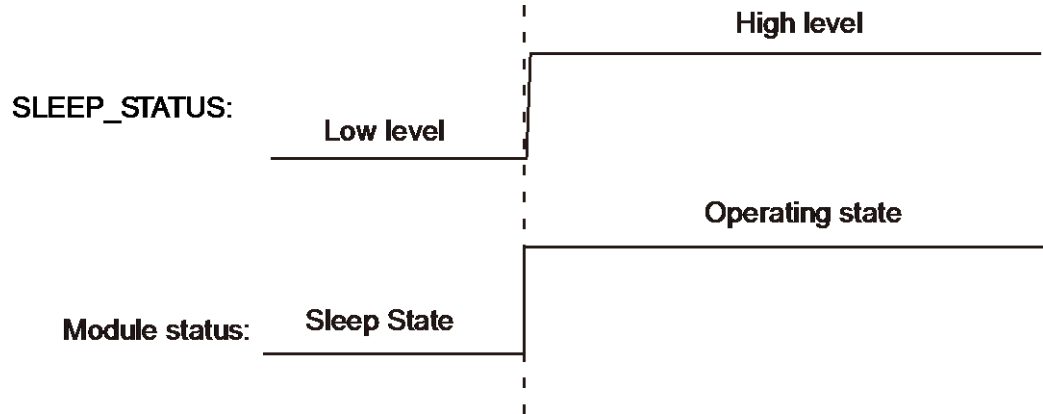 High level
SLEEP_STATUS:
Low level
Operating state
Sleep State
Module status: